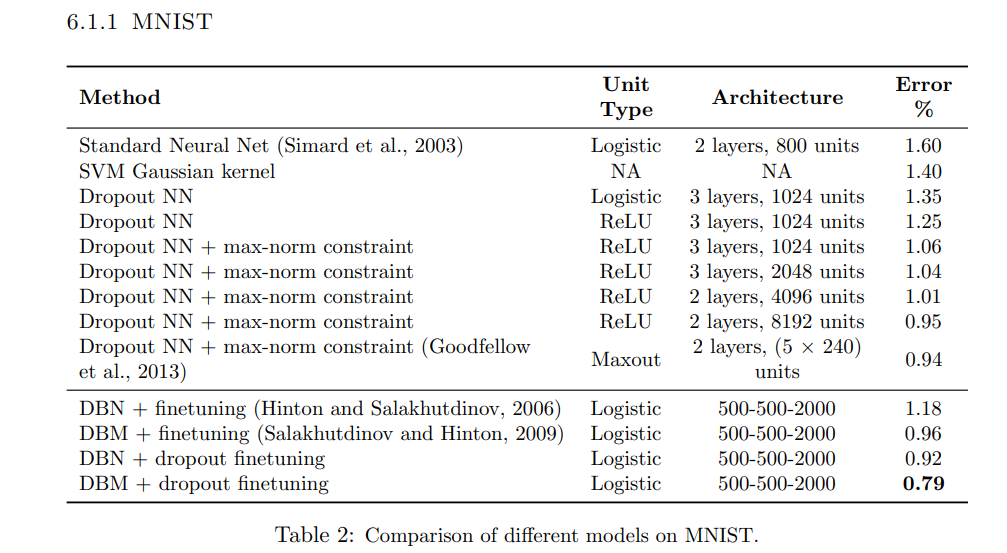 6.1.1 MNIST
Method Unit Type Architecture Error %
Standard Neural Net (Simard et al., 2003) Logistic 2 layers, 800 units 1.60
SVM Gaussian kernel NA NA 1.40
Dropout NN Logistic 3 layers, 1024 units 1.35
Dropout NN ReLU 3 layers, 1024 units 1.25
Dropout NN + max-norm constraint ReLU 3 layers, 1024 units 1.06
Dropout NN + max-norm constraint ReLU 3 layers, 2048 units 1.04
Dropout NN + max-norm constraint ReLU 2 layers, 4096 units 1.01
Dropout NN + max-norm constraint ReLU 2 layers, 8192 units 0.95
Dropout NN + max-norm constraint (Goodfellow et al., 2013) Maxout 2 layers, (5 × 240) units 0.94
DBN + finetuning (Hinton and Salakhutdinov, 2006) Logistic 500-500-2000 1.18
DBM + finetuning (Salakhutdinov and Hinton, 2009) Logistic 500-500-2000 0.96
DBN + dropout finetuning Logistic 500-500-2000 0.92
DBM + dropout finetuning Logistic 500-500-2000 0.79
Table 2: Comparison of different models on MNIST.